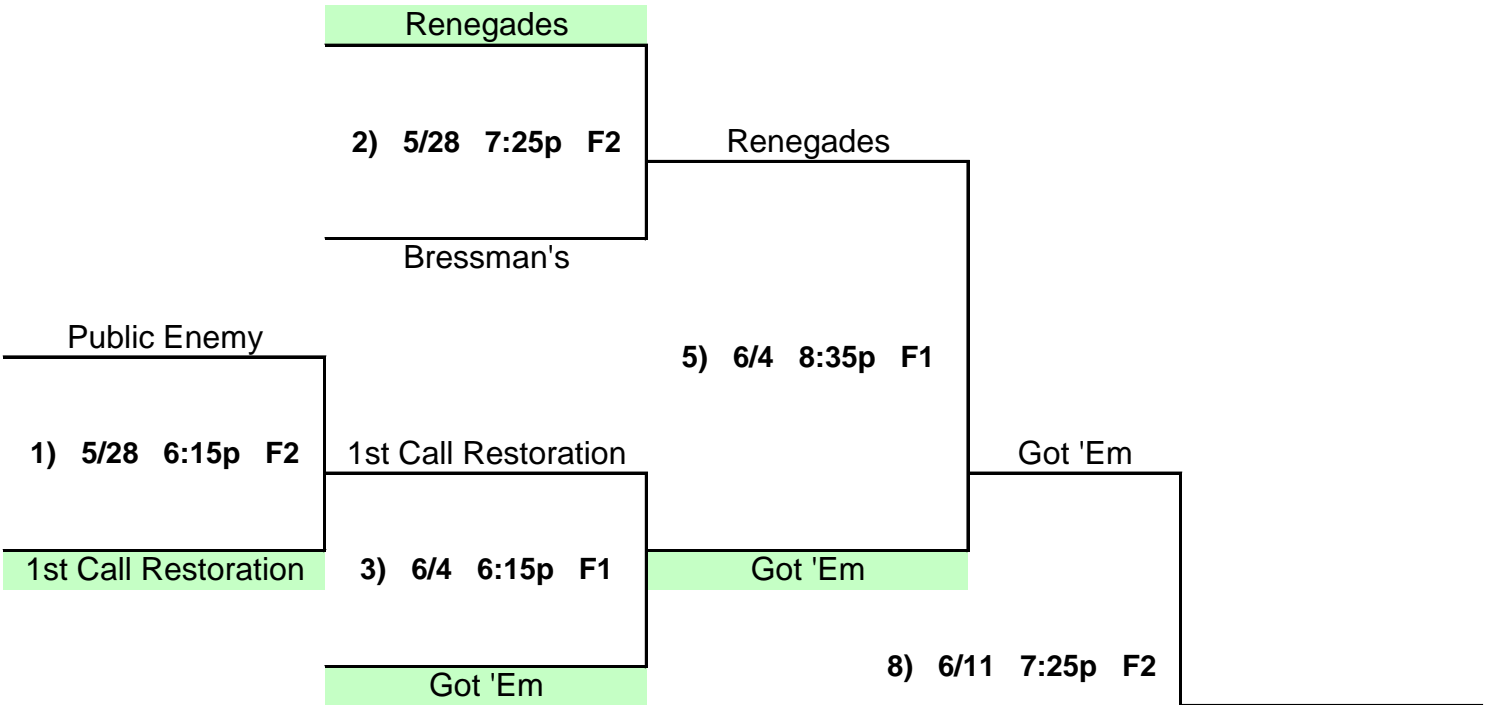 Renegades
2) 5/28 7:25p F2
Renegades
Bressman's
Public Enemy
5) 6/4 8:35p F1
1) 5/28 6:15p F2
1st Call Restoration
Got 'Em
1st Call Restoration
3) 6/4 6:15p F1
Got 'Em
8) 6/11 7:25p F2
Got 'Em